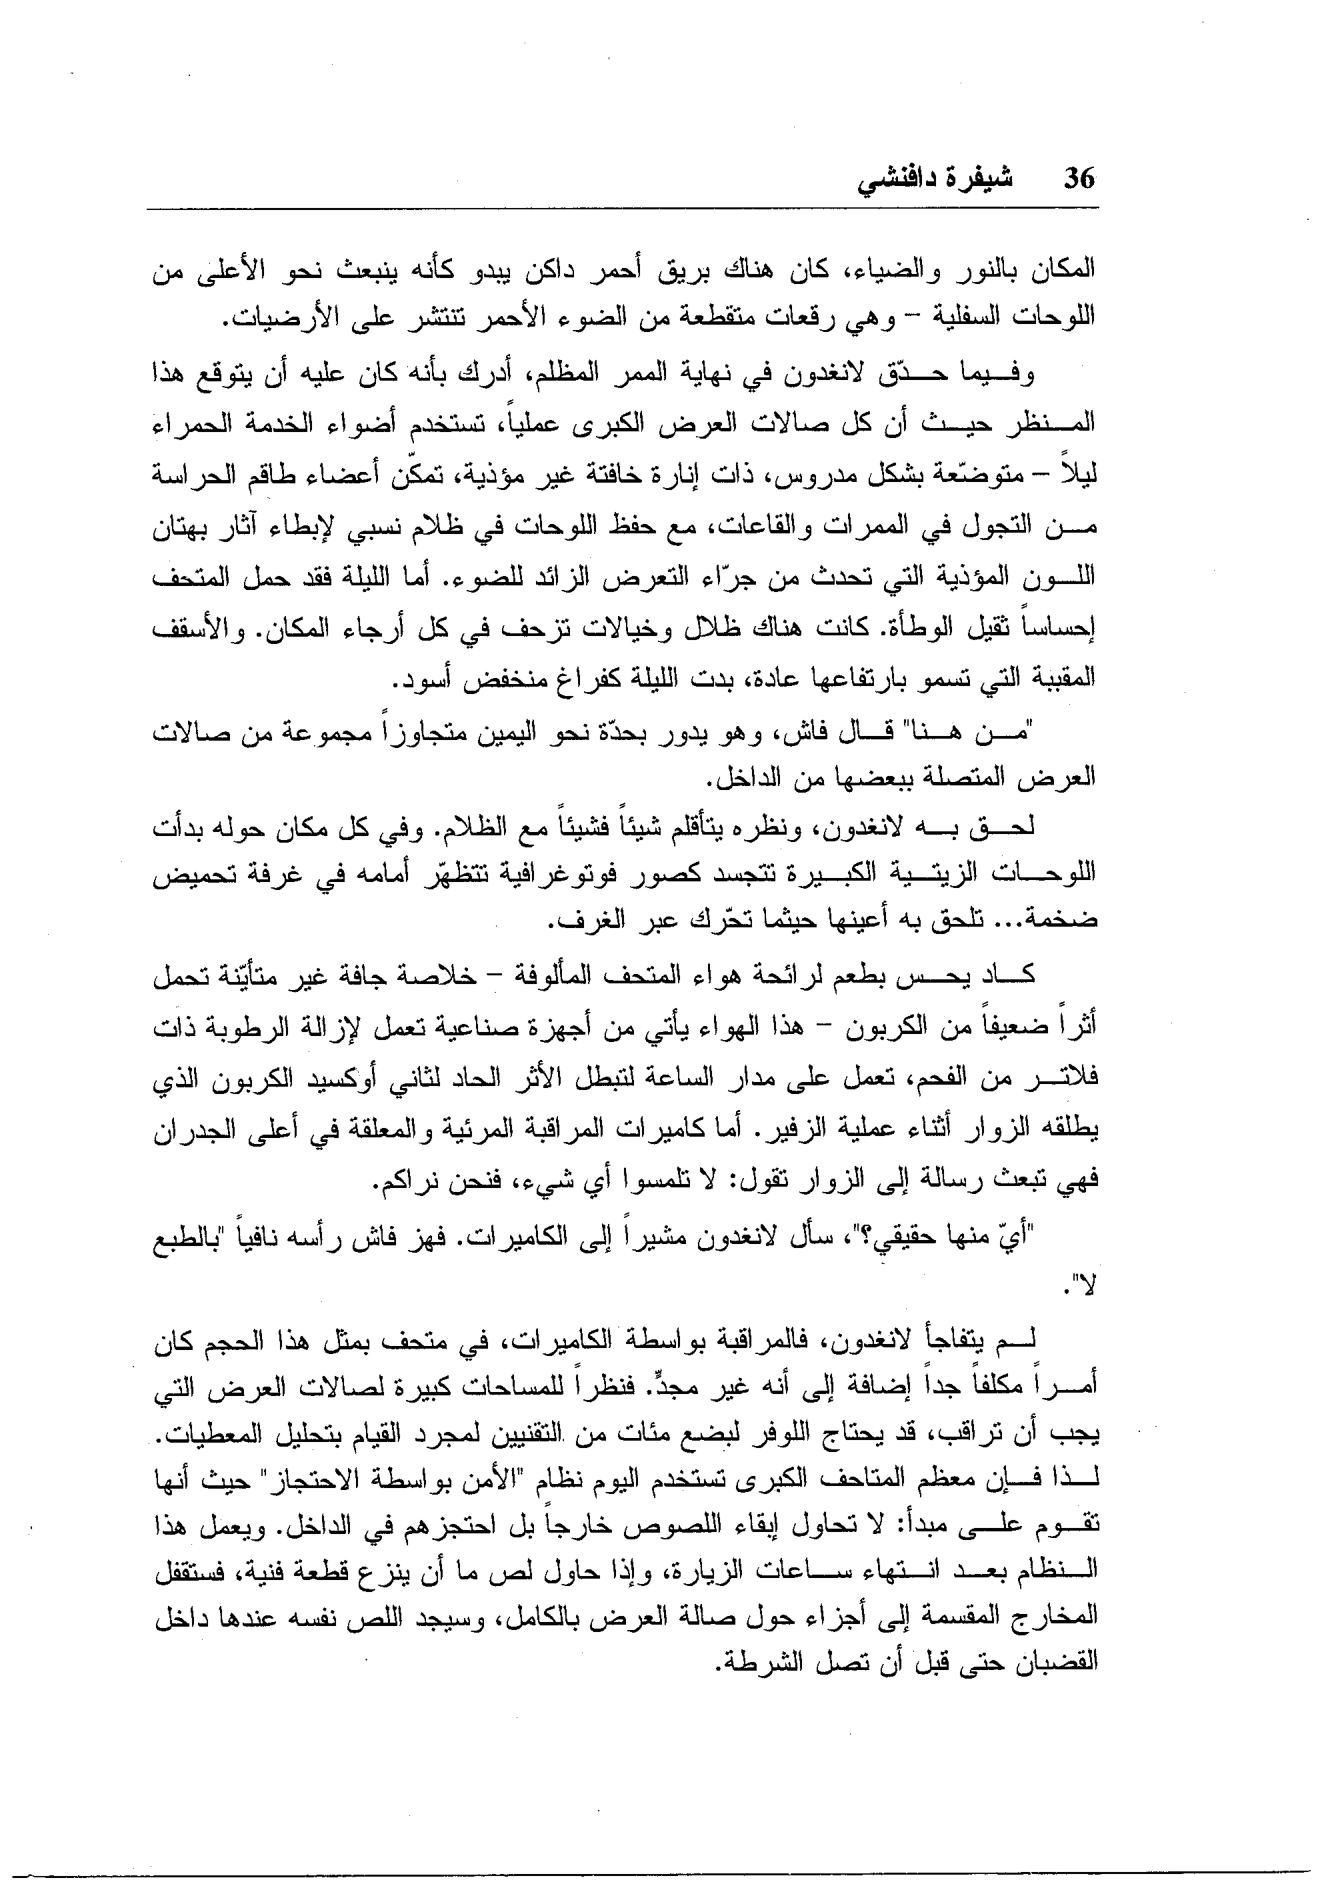 36 شيفرة دافنشي
المكان بالنور والضياء، كان هناك بريق أحمر داكن يبدو كأنه ينبعث نحو الأعلى من
اللوحات السفلية – وهي رقعات متقطعة من الضوء الأحمر تنتشر على الأرضيات.
وفيما حدّق لانغدون في نهاية الممر المظلم، أدرك بأنه كان عليه أن يتوقع هذا
المنظر حيث أن كل صالات العرض الكبرى عملياً، تستخدم أضواء الخدمة الحمراء
ليلاً – متوضّعة بشكل مدروس، ذات إنارة خافتة غير مؤذية، تمكّن أعضاء طاقم الحراسة
من التجول في الممرات والقاعات، مع حفظ اللوحات في ظلام نسبي لإبطاء آثار بهتان
اللون المؤذية التي تحدث من جرّاء التعرض الزائد للضوء. أما الليلة فقد حمل المتحف
إحساساً ثقيل الوطأة. كانت هناك ظلال وخيالات تزحف في كل أرجاء المكان. والأسقف
المقببة التي تسمو بارتفاعها عادة، بدت الليلة كفراغ منخفض أسود.
"من هنا" قال فاش، وهو يدور بحدّة نحو اليمين متجاوزاً مجموعة من صالات
العرض المتصلة ببعضها من الداخل.
لحق به لانغدون، ونظره يتأقلم شيئاً فشيئاً مع الظلام. وفي كل مكان حوله بدأت
اللوحات الزيتية الكبيرة تتجسد كصور فوتوغرافية تتظهّر أمامه في غرفة تحميض
ضخمة... تلحق به أعينها حيثما تحّرك عبر الغرف.
كاد يحس بطعم لرائحة هواء المتحف المألوفة – خلاصة جافة غير متأيّنة تحمل
أثراً ضعيفاً من الكربون – هذا الهواء يأتي من أجهزة صناعية تعمل لإزالة الرطوبة ذات
فلاتر من الفحم، تعمل على مدار الساعة لتبطل الأثر الحاد لثاني أوكسيد الكربون الذي
يطلقه الزوار أثناء عملية الزفير. أما كاميرات المراقبة المرئية والمعلقة في أعلى الجدران
فهي تبعث رسالة إلى الزوار تقول: لا تلمسوا أي شيء، فنحن نراكم.
"أيّ منها حقيقي؟"، سأل لانغدون مشيراً إلى الكاميرات. فهز فاش رأسه نافياً "بالطبع
لا".
لم يتفاجأ لانغدون، فالمراقبة بواسطة الكاميرات، في متحف بمثل هذا الحجم كان
أمراً مكلفاً جداً إضافة إلى أنه غير مجدٍّ. فنظراً للمساحات كبيرة لصالات العرض التي
يجب أن تراقب، قد يحتاج اللوفر لبضع مئات من التقنيين لمجرد القيام بتحليل المعطيات.
لذا فإن معظم المتاحف الكبرى تستخدم اليوم نظام "الأمن بواسطة الاحتجاز" حيث أنها
تقوم على مبدأ: لا تحاول إبقاء اللصوص خارجاً بل احتجزهم في الداخل. ويعمل هذا
النظام بعد انتهاء ساعات الزيارة، وإذا حاول لص ما أن ينزع قطعة فنية، فستقفل
المخارج المقسمة إلى أجزاء حول صالة العرض بالكامل، وسيجد اللص نفسه عندها داخل
القضبان حتى قبل أن تصل الشرطة.